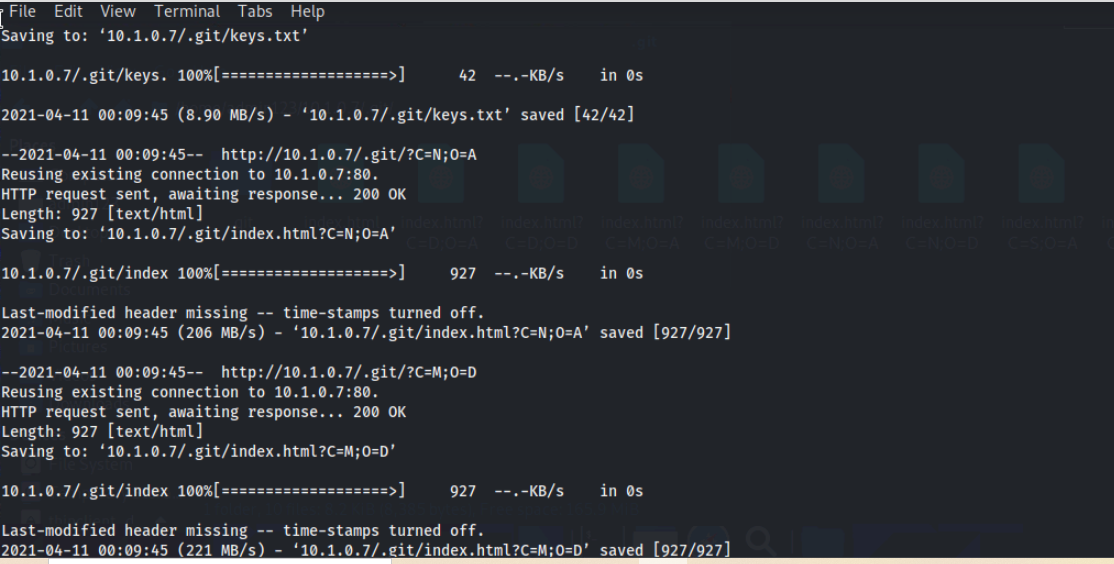 File Edit View Terminal Tabs Help
Saving to: ‘10.1.0.7/.git/keys.txt’
10.1.0.7/.git/keys. 100%[===================>] 42 --.-KB/s in 0s
2021-04-11 00:09:45 (8.90 MB/s) - ‘10.1.0.7/.git/keys.txt’ saved [42/42]
--2021-04-11 00:09:45-- http://10.1.0.7/.git/?C=N;O=A
Reusing existing connection to 10.1.0.7:80.
HTTP request sent, awaiting response... 200 OK
Length: 927 [text/html]
Saving to: ‘10.1.0.7/.git/index.html?C=N;O=A’
10.1.0.7/.git/index 100%[===================>] 927 --.-KB/s in 0s
Last-modified header missing -- time-stamps turned off.
2021-04-11 00:09:45 (206 MB/s) - ‘10.1.0.7/.git/index.html?C=N;O=A’ saved [927/927]
--2021-04-11 00:09:45-- http://10.1.0.7/.git/?C=M;O=D
Reusing existing connection to 10.1.0.7:80.
HTTP request sent, awaiting response... 200 OK
Length: 927 [text/html]
Saving to: ‘10.1.0.7/.git/index.html?C=M;O=D’
10.1.0.7/.git/index 100%[===================>] 927 --.-KB/s in 0s
Last-modified header missing -- time-stamps turned off.
2021-04-11 00:09:45 (221 MB/s) - ‘10.1.0.7/.git/index.html?C=M;O=D’ saved [927/927]